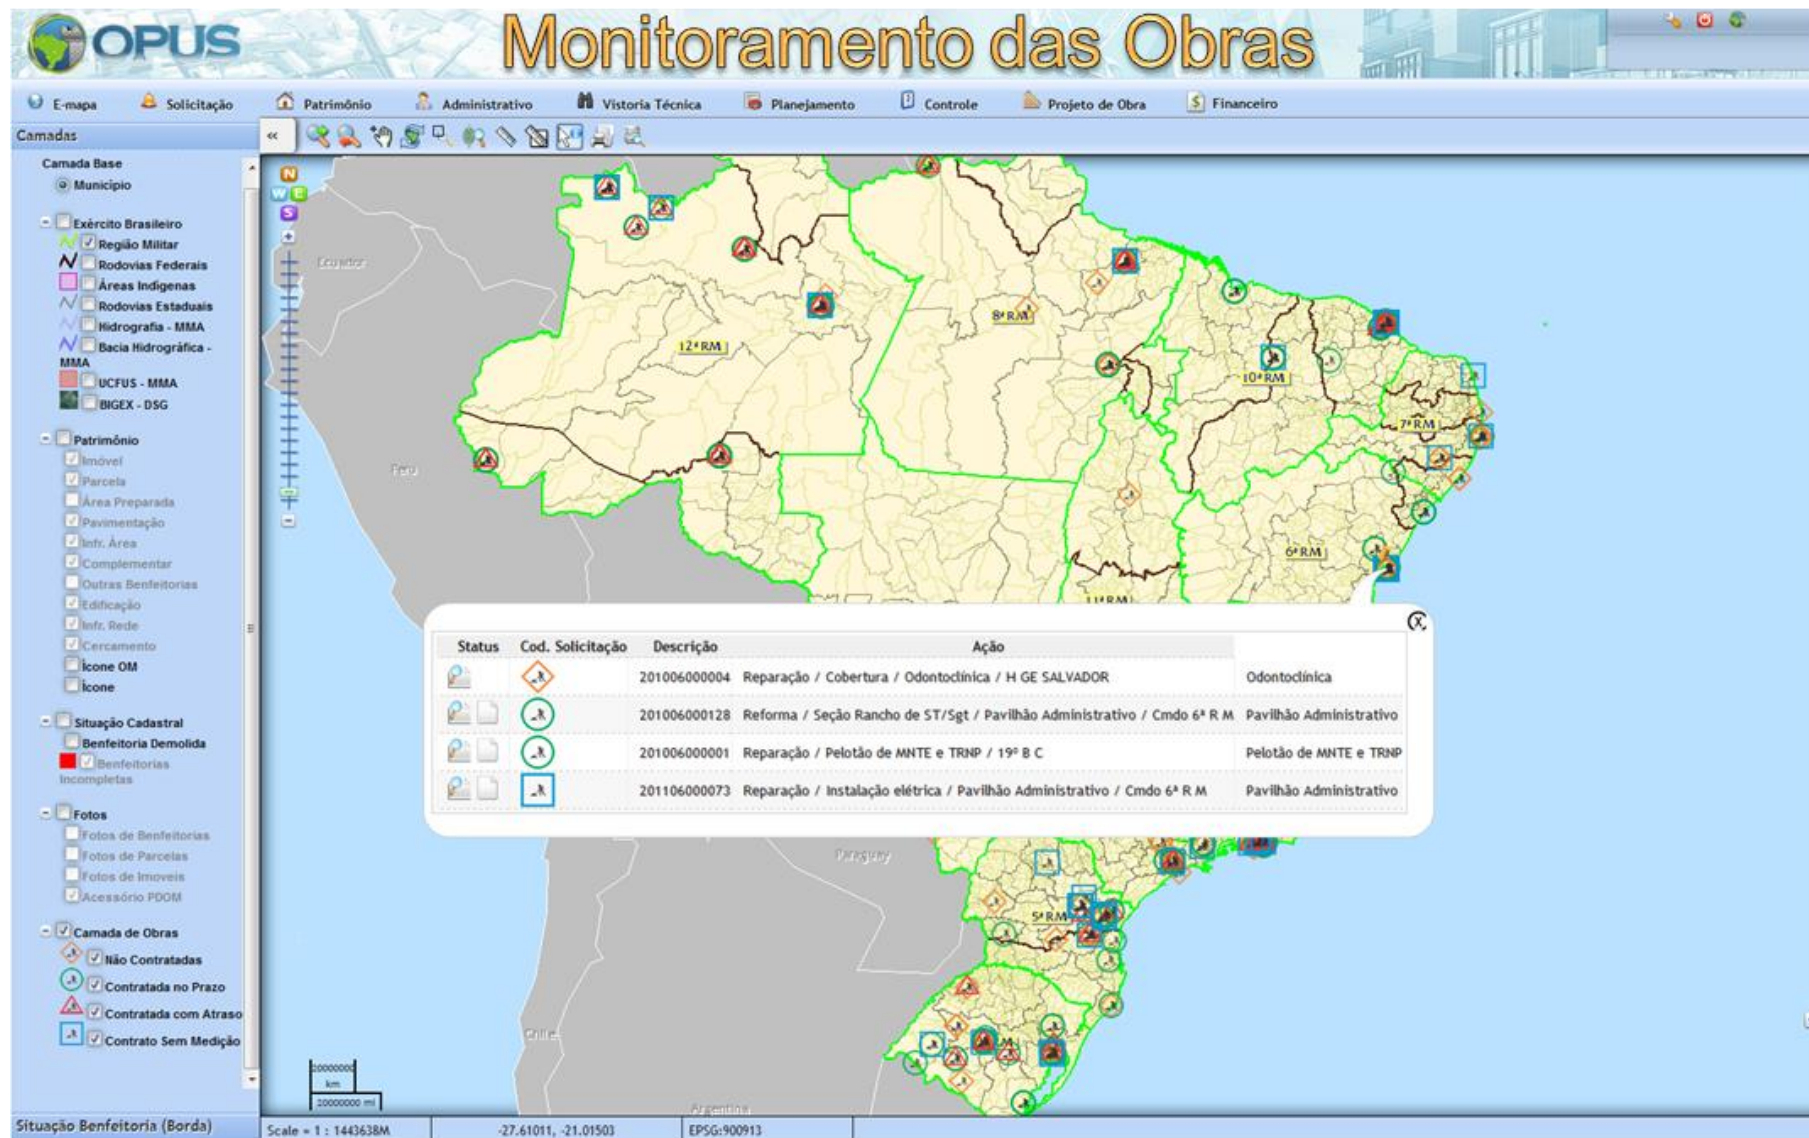 OPUS
Monitoramento das Obras
E-mapa Solicitação Patrimônio Administrativo Vistoria Técnica Planejamento Controle Projeto de Obra Financeiro
Camadas «
Camada Base
Município
Exèrcito Brasileiro
Região Militar
Rodovias Federais
Áreas Indigenas
Rodovias Estaduais
Hidrografia - MMA
Bacia Hidrográfica -
MMA
UCFUS - MMA
BIGEX - DSG
Patrimônio
Imóvel
Parcela
Área Preparada
Pavimentação
Infr. Área
Complementar
Outras Benfeitorias
Edificação
Infr. Rede
Cercamento
Ícone OM
Ícone
Situação Cadastral
Benfeitoria Demolida
Benfeitorias
Incompletas
Fotos
Fotos de Benfeitorias
Fotos de Parcelas
Fotos de Imoveis
Acessório PDOM
Camada de Obras
Não Contratadas
Contratada no Prazo
Contratada com Atraso
Contrato Sem Medição
Situação Benfeitoria (Borda)
N
W E
S
Ecuador
Peru
8ª RM
12ª RM
10ª RM
7ª RM
6ª RM
11ª RM
Status Cod. Solicitação Descrição Ação
201006000004 Reparação / Cobertura / Odontoclínica / H GE SALVADOR Odontoclínica
201006000128 Reforma / Seção Rancho de ST/Sgt / Pavilhão Administrativo / Cmdo 6ª R M Pavilhão Administrativo
201006000001 Reparação / Pelotão de MNTE e TRNP / 19º B C Pelotão de MNTE e TRNP
201106000073 Reparação / Instalação elétrica / Pavilhão Administrativo / Cmdo 6ª R M Pavilhão Administrativo
Paraguay
5ª RM
Chile
Argentina
20000000
km
20000000 mi
Scale = 1 : 1443638M -27.61011, -21.01503 EPSG:900913